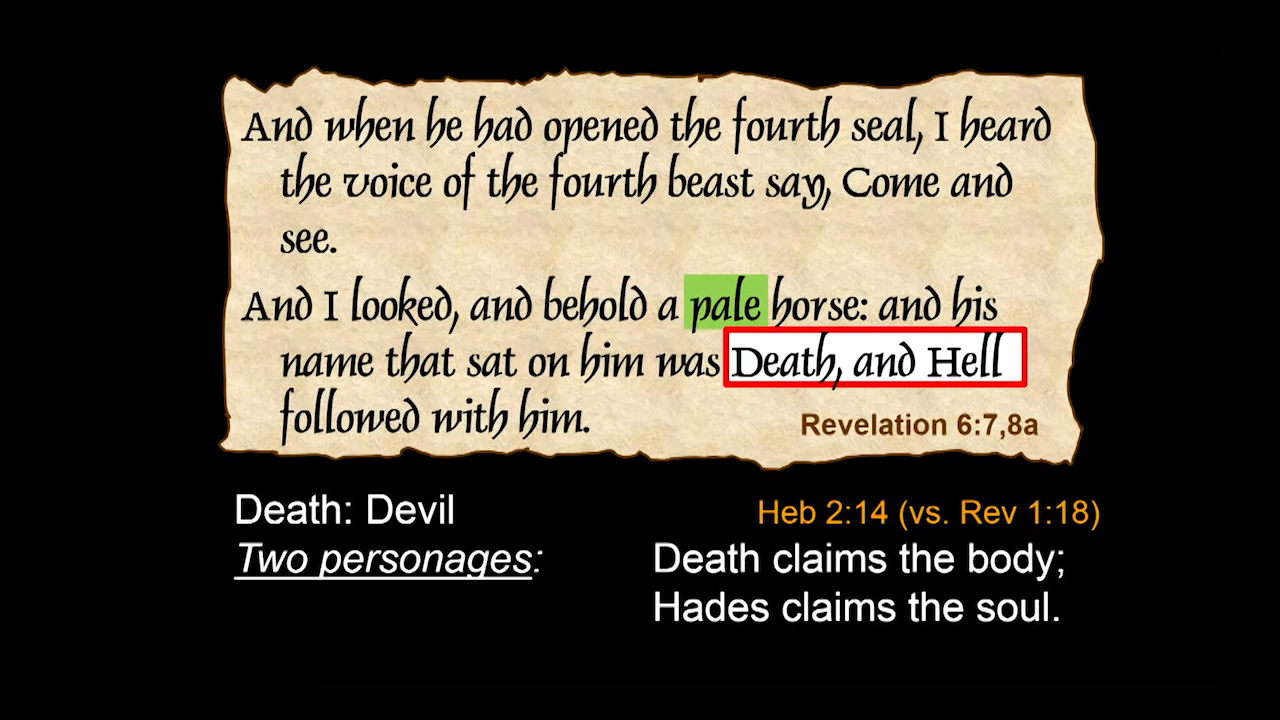 And when he had opened the fourth seal, I heard
the voice of the fourth beast say, Come and
see.
And I looked, and behold a pale horse: and his
name that sat on him was Death, and Hell
followed with him.
Revelation 6:7,8a
Death: Devil
Heb 2:14 (vs. Rev 1:18)
Two personages:
Death claims the body;
Hades claims the soul.